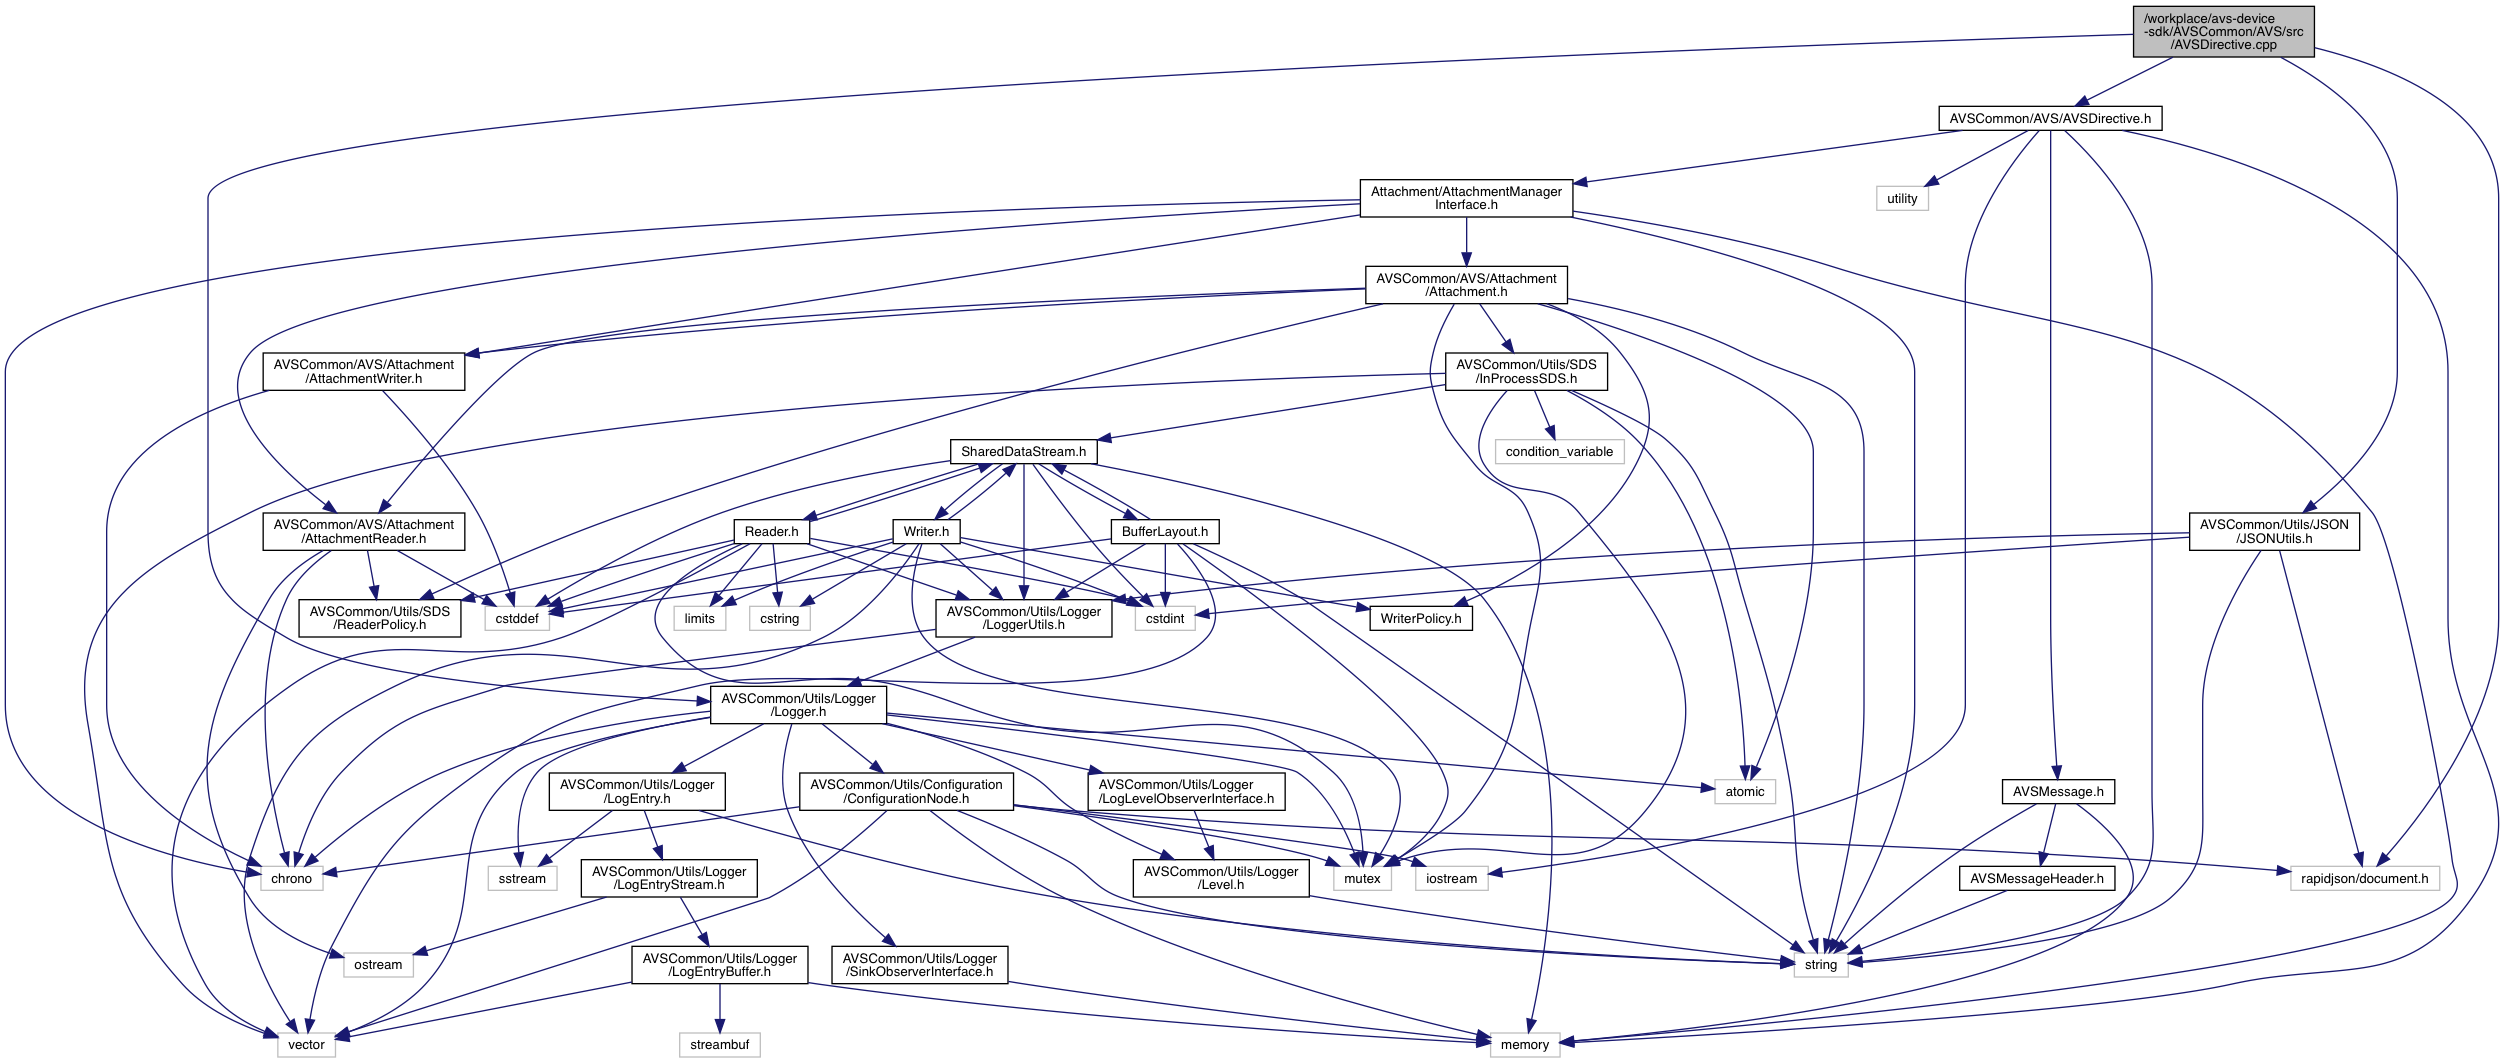 /workplace/avs-device
-sdk/AVSCommon/AVS/src
/AVSDirective.cpp
AVSCommon/AVS/AVSDirective.h
Attachment/AttachmentManager
Interface.h
utility
AVSCommon/AVS/Attachment
/Attachment.h
AVSCommon/AVS/Attachment
/AttachmentWriter.h
AVSCommon/Utils/SDS
/InProcessSDS.h
SharedDataStream.h
condition_variable
AVSCommon/AVS/Attachment
/AttachmentReader.h
Reader.h
Writer.h
BufferLayout.h
AVSCommon/Utils/JSON
/JSONUtils.h
AVSCommon/Utils/SDS
/ReaderPolicy.h
cstddef
limits
cstring
AVSCommon/Utils/Logger
/LoggerUtils.h
cstdint
WriterPolicy.h
AVSCommon/Utils/Logger
/Logger.h
AVSCommon/Utils/Logger
/LogEntry.h
AVSCommon/Utils/Configuration
/ConfigurationNode.h
AVSCommon/Utils/Logger
/LogLevelObserverInterface.h
atomic
AVSMessage.h
chrono
sstream
AVSCommon/Utils/Logger
/LogEntryStream.h
AVSCommon/Utils/Logger
/Level.h
mutex
iostream
AVSMessageHeader.h
rapidjson/document.h
ostream
AVSCommon/Utils/Logger
/LogEntryBuffer.h
AVSCommon/Utils/Logger
/SinkObserverInterface.h
string
vector
streambuf
memory